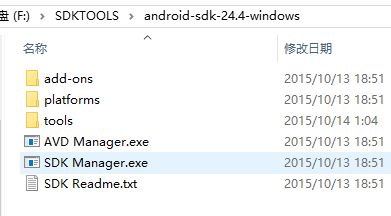 盘 (F:) > SDKTOOLS > android-sdk-24.4-windows
名称 修改日期
add-ons 2015/10/13 18:51
platforms 2015/10/13 18:51
tools 2015/10/14 1:04
AVD Manager.exe 2015/10/13 18:51
SDK Manager.exe 2015/10/13 18:51
SDK Readme.txt 2015/10/13 18:51